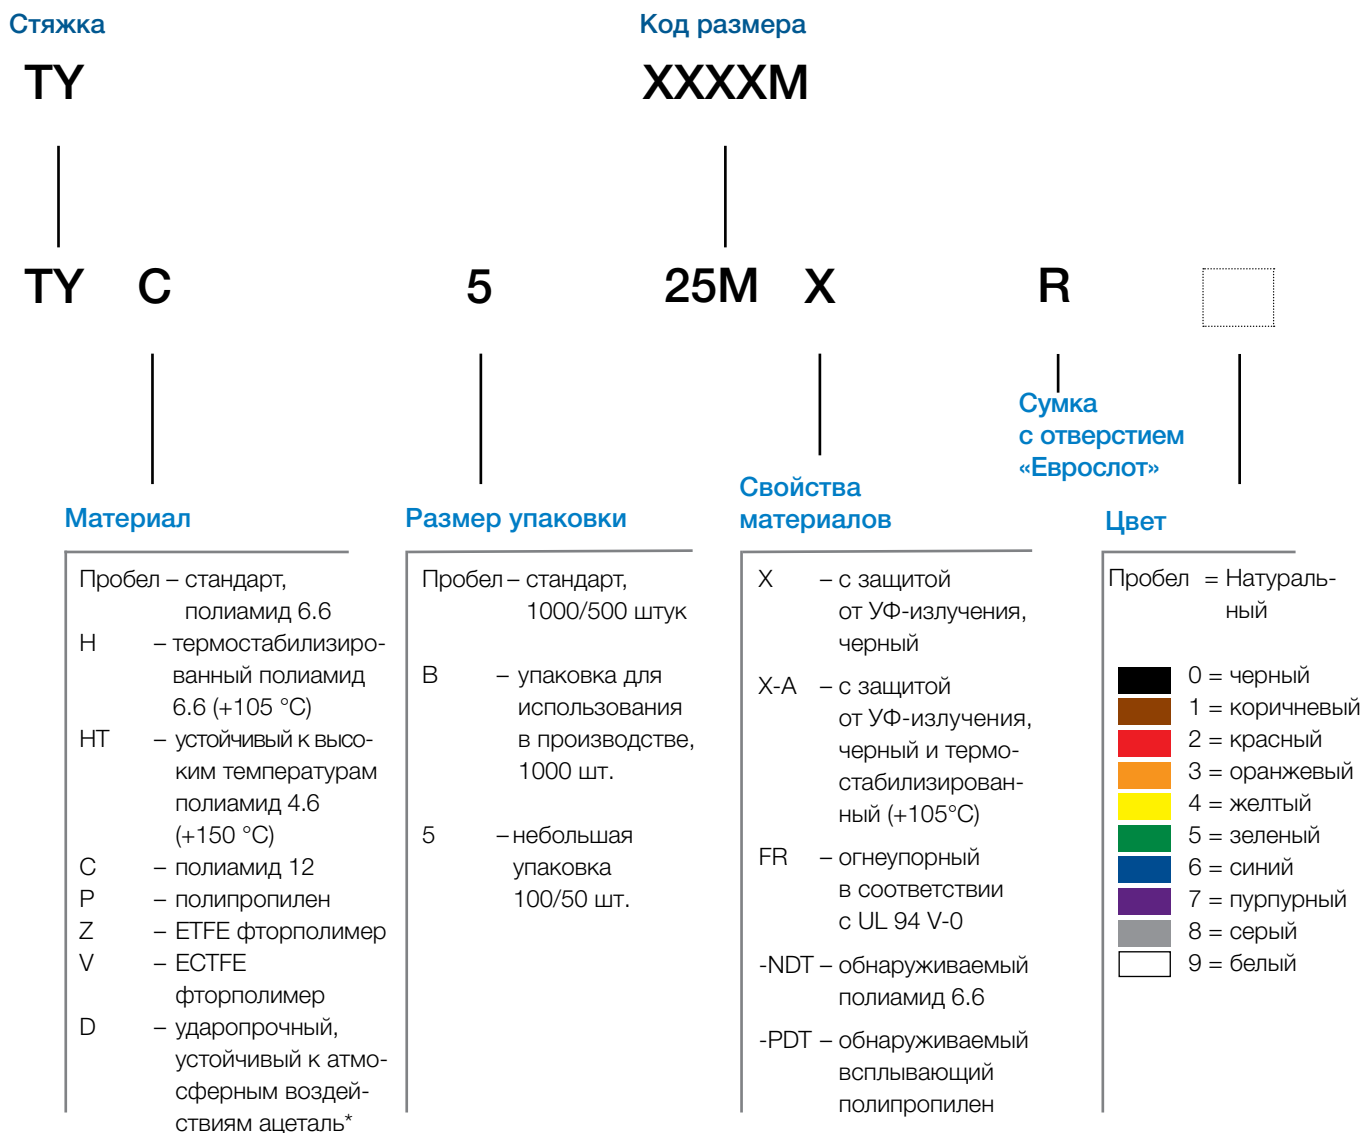 Стяжка
Код размера
TY
XXXXM
TY C 5 25M X R
Сумка
с отверстием
«Еврослот»
Материал
Пробел – стандарт,
полиамид 6.6
H – термостабилизиро-
ванный полиамид
6.6 (+105 °C)
HT – устойчивый к высо-
ким температурам
полиамид 4.6
(+150 °C)
C – полиамид 12
P – полипропилен
Z – ETFE фторполимер
V – ECTFE
фторполимер
D – ударопрочный,
устойчивый к атмо-
сферным воздей-
ствиям ацеталь*
Размер упаковки
Пробел – стандарт,
1000/500 штук
B – упаковка для
использования
в производстве,
1000 шт.
5 – небольшая
упаковка
100/50 шт.
Свойства
материалов
X – с защитой
от УФ-излучения,
черный
X-A – с защитой
от УФ-излучения,
черный и термо-
стабилизирован-
ный (+105°C)
FR – огнеупорный
в соответствии
с UL 94 V-0
-NDT – обнаруживаемый
полиамид 6.6
-PDT – обнаруживаемый
всплывающий
полипропилен
Цвет
Пробел = Натураль-
ный
0 = черный
1 = коричневый
2 = красный
3 = оранжевый
4 = желтый
5 = зеленый
6 = синий
7 = пурпурный
8 = серый
9 = белый